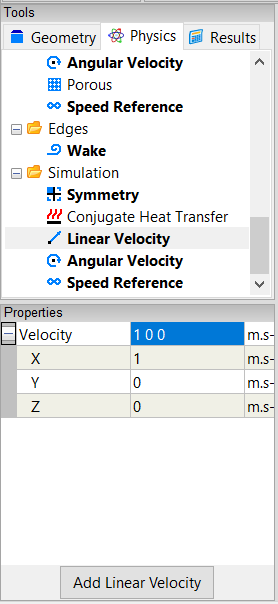 Tools
Geometry Physics Results
Angular Velocity
Porous
Speed Reference
Edges
Wake
Simulation
Symmetry
Conjugate Heat Transfer
Linear Velocity
Angular Velocity
Speed Reference
Properties
Velocity 1 0 0 m.s-
X 1 m.s-
Y 0 m.s-
Z 0 m.s-
Add Linear Velocity